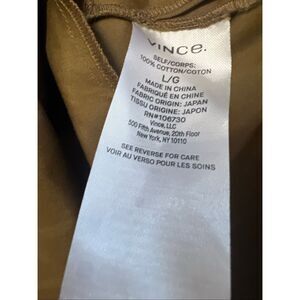 VINCE.
SELF/CORPS:
100% COTTON/COTON
L/G
MADE IN CHINA
FABRIQUÉ EN CHINE
FABRIC ORIGIN: JAPAN
TISSU ORIGINE: JAPON
RN#106730
Vince, LLC
500 Fifth Avenue, 20th Floor
New York, NY 10110
SEE REVERSE FOR CARE
VOIR AU VERSO POUR LES SOINS